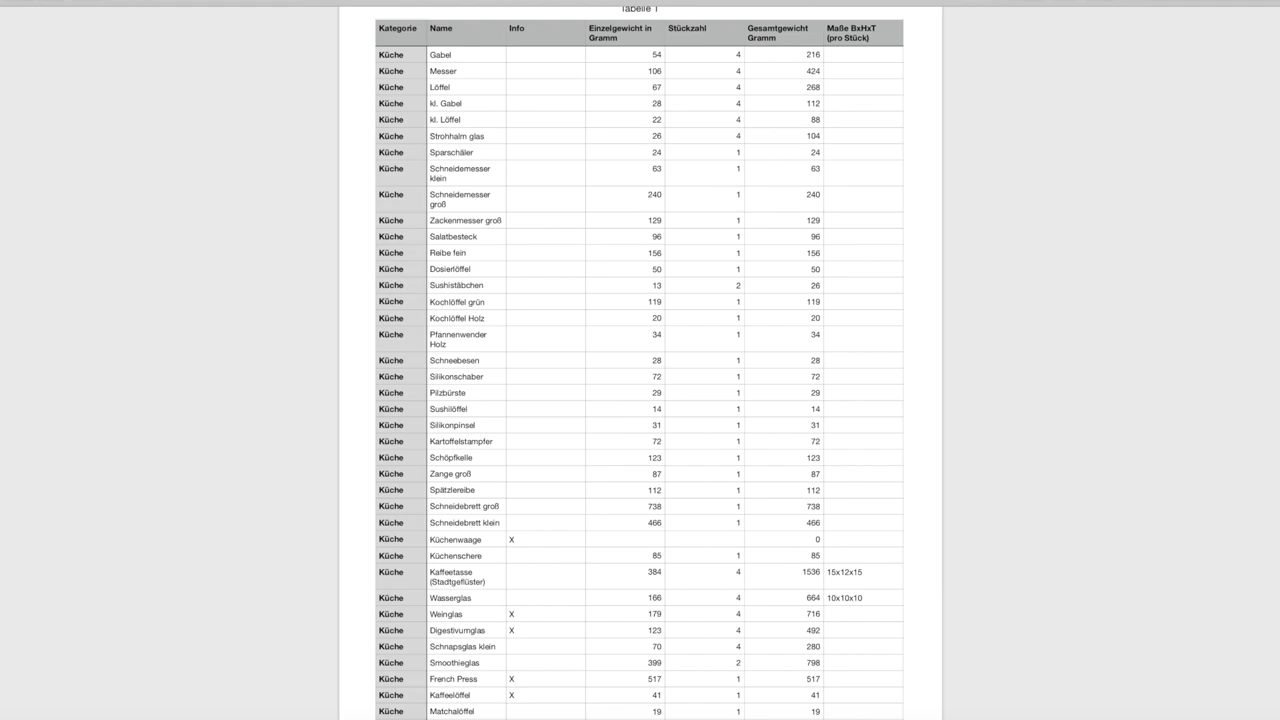 Tabelle 1
Kategorie Name Info Einzelgewicht in Gramm Stückzahl Gesamtgewicht Gramm Maße BxHxT (pro Stück)
Küche Gabel 54 4 216
Küche Messer 106 4 424
Küche Löffel 67 4 268
Küche kl. Gabel 28 4 112
Küche kl. Löffel 22 4 88
Küche Strohhalm glas 26 4 104
Küche Sparschäler 24 1 24
Küche Schneidemesser klein 63 1 63
Küche Schneidemesser groß 240 1 240
Küche Zackenmesser groß 129 1 129
Küche Salatbesteck 96 1 96
Küche Reibe fein 156 1 156
Küche Dosierlöffel 50 1 50
Küche Sushistäbchen 13 2 26
Küche Kochlöffel grün 119 1 119
Küche Kochlöffel Holz 20 1 20
Küche Pfannenwender Holz 34 1 34
Küche Schneebesen 28 1 28
Küche Silikonschaber 72 1 72
Küche Pilzbürste 29 1 29
Küche Sushilöffel 14 1 14
Küche Silikonpinsel 31 1 31
Küche Kartoffelstampfer 72 1 72
Küche Schöpfkelle 123 1 123
Küche Zange groß 87 1 87
Küche Spätzlereibe 112 1 112
Küche Schneidebrett groß 738 1 738
Küche Schneidebrett klein 466 1 466
Küche Küchenwaage X 0
Küche Küchenschere 85 1 85
Küche Kaffeetasse (Stadtgeflüster) 384 4 1536 15x12x15
Küche Wasserglas 166 4 664 10x10x10
Küche Weinglas X 179 4 716
Küche Digestivumglas X 123 4 492
Küche Schnapsglas klein 70 4 280
Küche Smoothieglas 399 2 798
Küche French Press X 517 1 517
Küche Kaffeelöffel X 41 1 41
Küche Matchalöffel 19 1 19